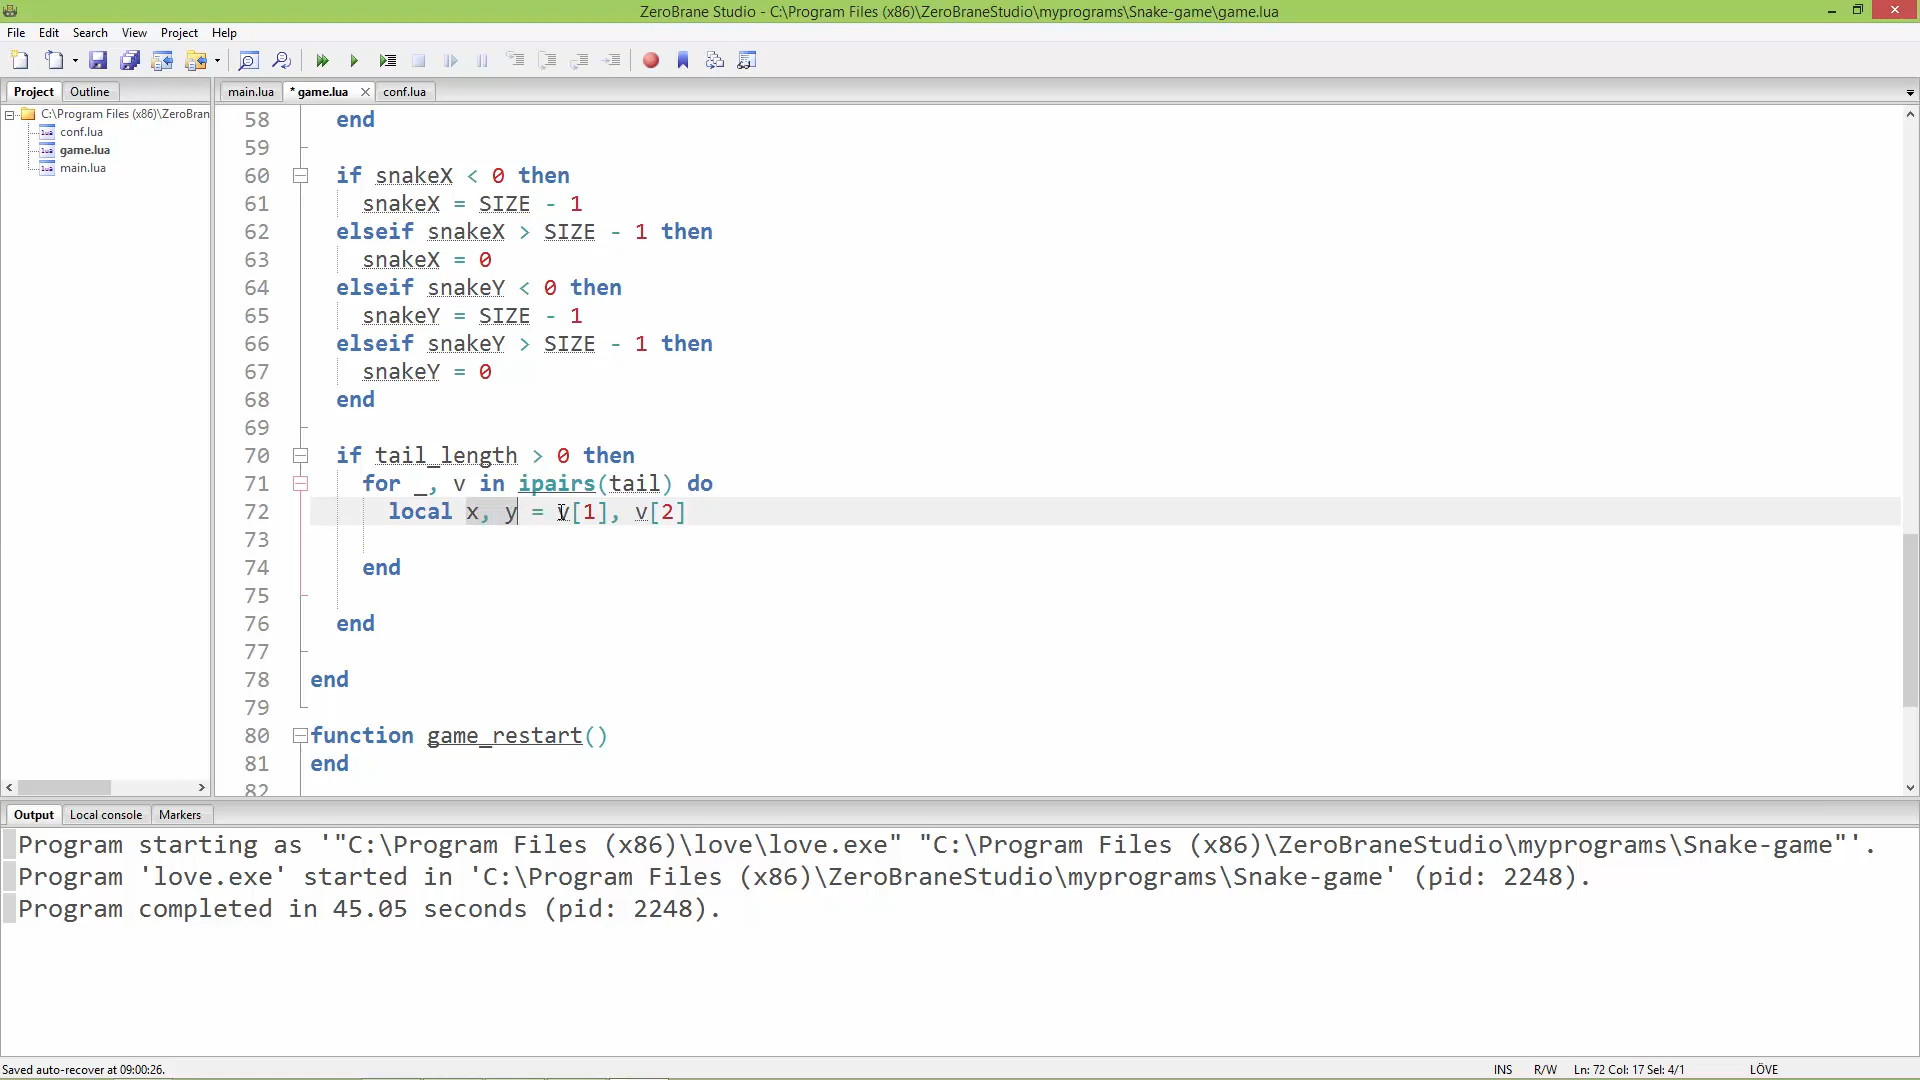 ZeroBrane Studio - C:\Program Files (x86)\ZeroBraneStudio\myprograms\Snake-game\game.lua
File Edit Search View Project Help
Project Outline
C:\Program Files (x86)\ZeroBran
conf.lua
game.lua
main.lua
main.lua * game.lua conf.lua
58 end
59
60 if snakeX < 0 then
61 snakeX = SIZE - 1
62 elseif snakeX > SIZE - 1 then
63 snakeX = 0
64 elseif snakeY < 0 then
65 snakeY = SIZE - 1
66 elseif snakeY > SIZE - 1 then
67 snakeY = 0
68 end
69
70 if tail_length > 0 then
71 for _, v in ipairs(tail) do
72 local x, y = v[1], v[2]
73
74 end
75
76 end
77
78 end
79
80 function game_restart()
81 end
82
Output Local console Markers
Program starting as '"C:\Program Files (x86)\love\love.exe" "C:\Program Files (x86)\ZeroBraneStudio\myprograms\Snake-game"'.
Program 'love.exe' started in 'C:\Program Files (x86)\ZeroBraneStudio\myprograms\Snake-game' (pid: 2248).
Program completed in 45.05 seconds (pid: 2248).
Saved auto-recover at 09:00:26. INS R/W Ln: 72 Col: 17 Sel: 4/1 LÖVE